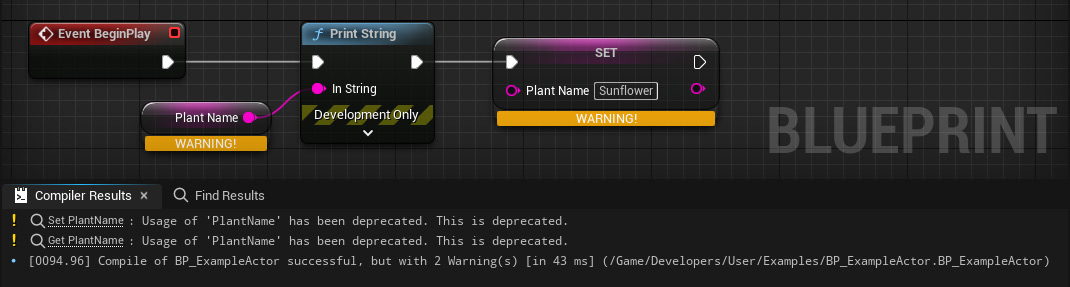 Event BeginPlay
Print String
SET
In String
Plant Name Sunflower
Plant Name
Development Only
WARNING!
WARNING!
BLUEPRINT
Compiler Results × Find Results
! Set PlantName : Usage of 'PlantName' has been deprecated. This is deprecated.
! Get PlantName : Usage of 'PlantName' has been deprecated. This is deprecated.
• [0094.96] Compile of BP_ExampleActor successful, but with 2 Warning(s) [in 43 ms] (/Game/Developers/User/Examples/BP_ExampleActor.BP_ExampleActor)